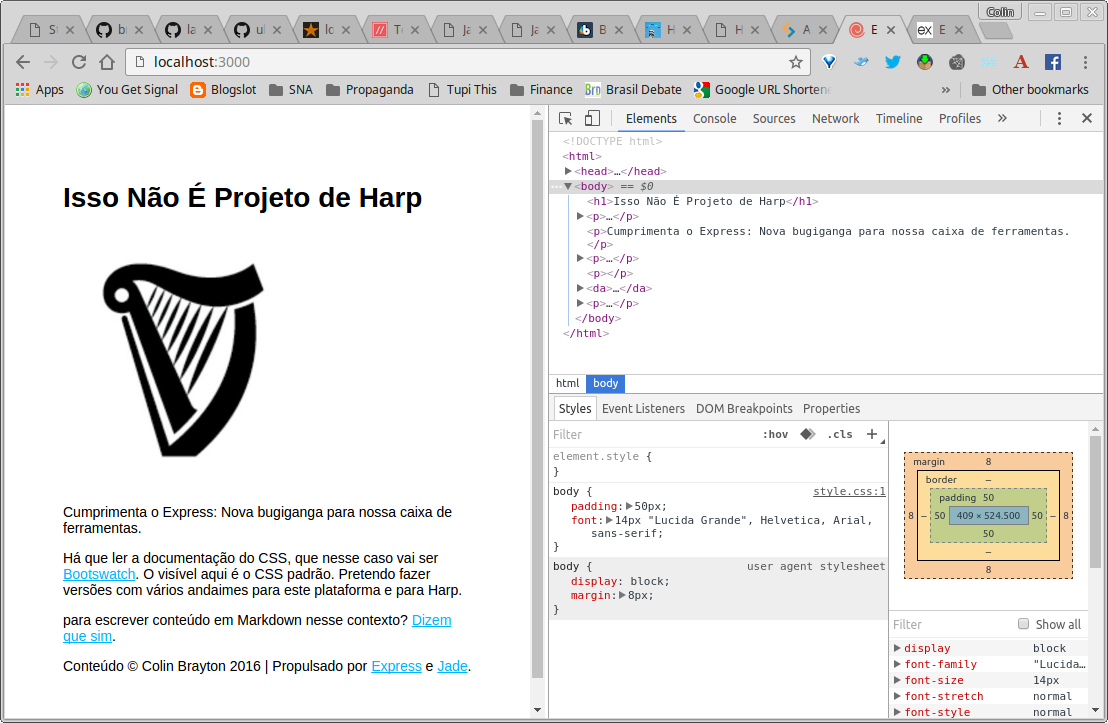 Colin
St
bi
la
ul
lo
To
Ja
Ja
B
H
H
A
E
ex E
localhost:3000
Apps You Get Signal Blogslot SNA Propaganda Tupi This Finance Bro Brasil Debate Google URL Shortene » Other bookmarks
Isso Não É Projeto de Harp
Cumprimenta o Express: Nova bugiganga para nossa caixa de
ferramentas.
Há que ler a documentação do CSS, que nesse caso vai ser
Bootswatch. O visível aqui é o CSS padrão. Pretendo fazer
versões com vários andaimes para este plataforma e para Harp.
para escrever conteúdo em Markdown nesse contexto? Dizem
que sim.
Conteúdo © Colin Brayton 2016 | Propulsado por Express e Jade.
Elements Console Sources Network Timeline Profiles »
<!DOCTYPE html>
<html>
<head>…</head>
<body> == $0
<h1>Isso Não É Projeto de Harp</h1>
<p>…</p>
<p>Cumprimenta o Express: Nova bugiganga para nossa caixa de ferramentas.
</p>
<p>…</p>
<p></p>
<da>…</da>
<p>…</p>
</body>
</html>
html body
Styles Event Listeners DOM Breakpoints Properties
Filter :hov .cls +
element.style {
}
body { style.css:1
padding: 50px;
font: 14px "Lucida Grande", Helvetica, Arial,
sans-serif;
}
body { user agent stylesheet
display: block;
margin: 8px;
}
margin 8
border –
padding 50
8 – 50 409 × 524.500 50 – 8
50
–
8
Filter Show all
display block
font-family "Lucida…
font-size 14px
font-stretch normal
font-style normal